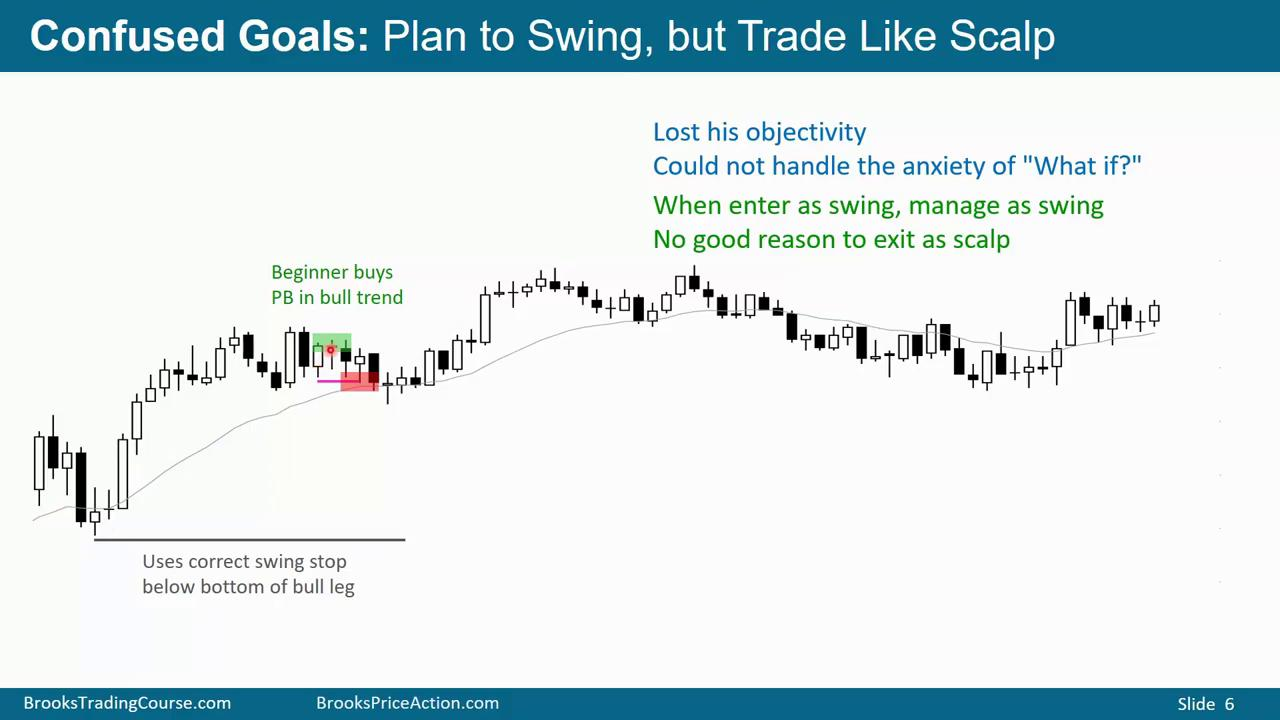 Confused Goals: Plan to Swing, but Trade Like Scalp
Lost his objectivity
Could not handle the anxiety of "What if?"
When enter as swing, manage as swing
No good reason to exit as scalp
Beginner buys
PB in bull trend
Uses correct swing stop
below bottom of bull leg
BrooksTradingCourse.com
BrooksPriceAction.com
Slide 6